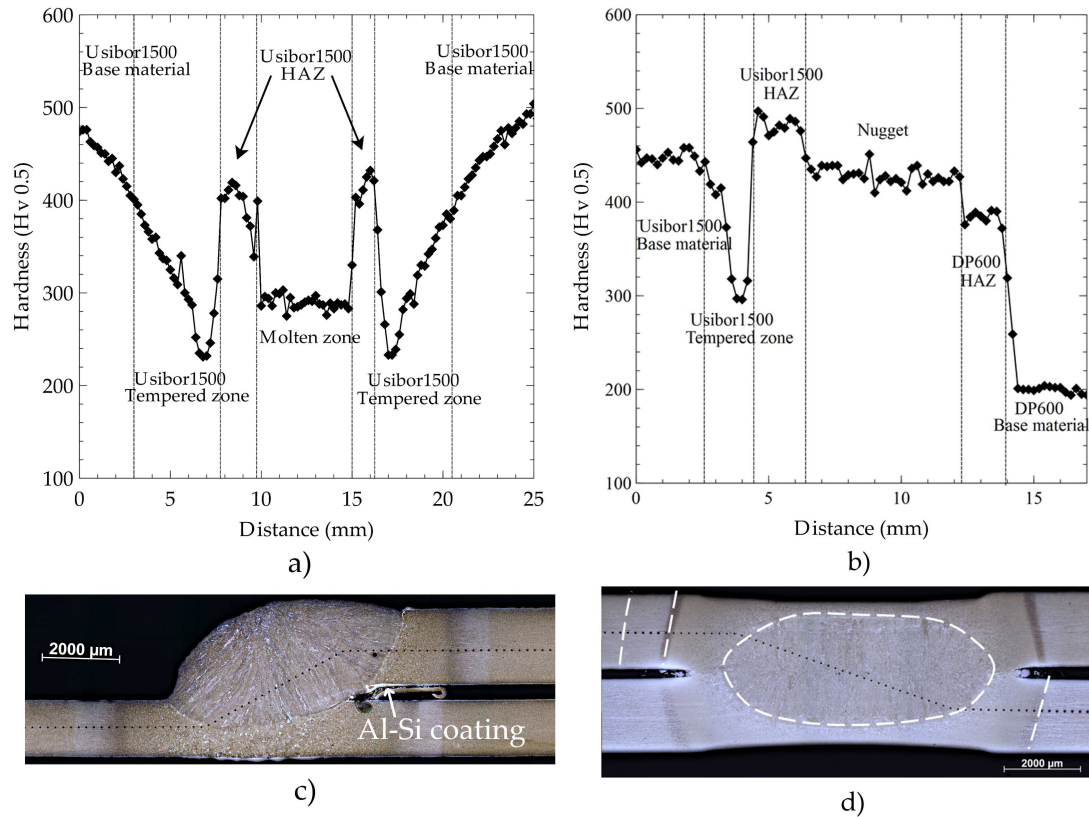 600
500
400
300
200
100
Hardness (Hv 0.5)
Usibor1500
Base material
Usibor1500
HAZ
Usibor1500
Base material
Molten zone
Usibor1500
Tempered zone
Usibor1500
Tempered zone
0 5 10 15 20 25
Distance (mm)
a)
600
500
400
300
200
100
Hardness (Hv 0.5)
Usibor1500
HAZ
Nugget
Usibor1500
Base material
DP600
HAZ
Usibor1500
Tempered zone
DP600
Base material
0 5 10 15
Distance (mm)
b)
2000 µm
Al-Si coating
c)
2000 µm
d)